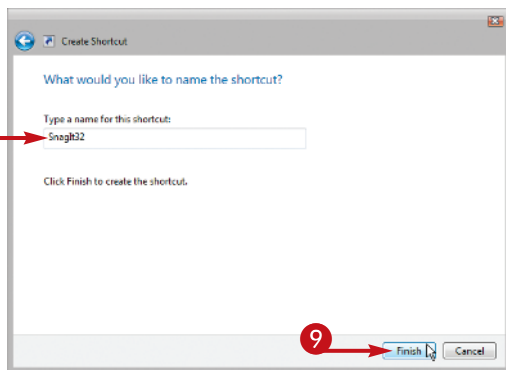 Create Shortcut
What would you like to name the shortcut?
Type a name for this shortcut:
SnagIt32
Click Finish to create the shortcut.
9
Finish Cancel